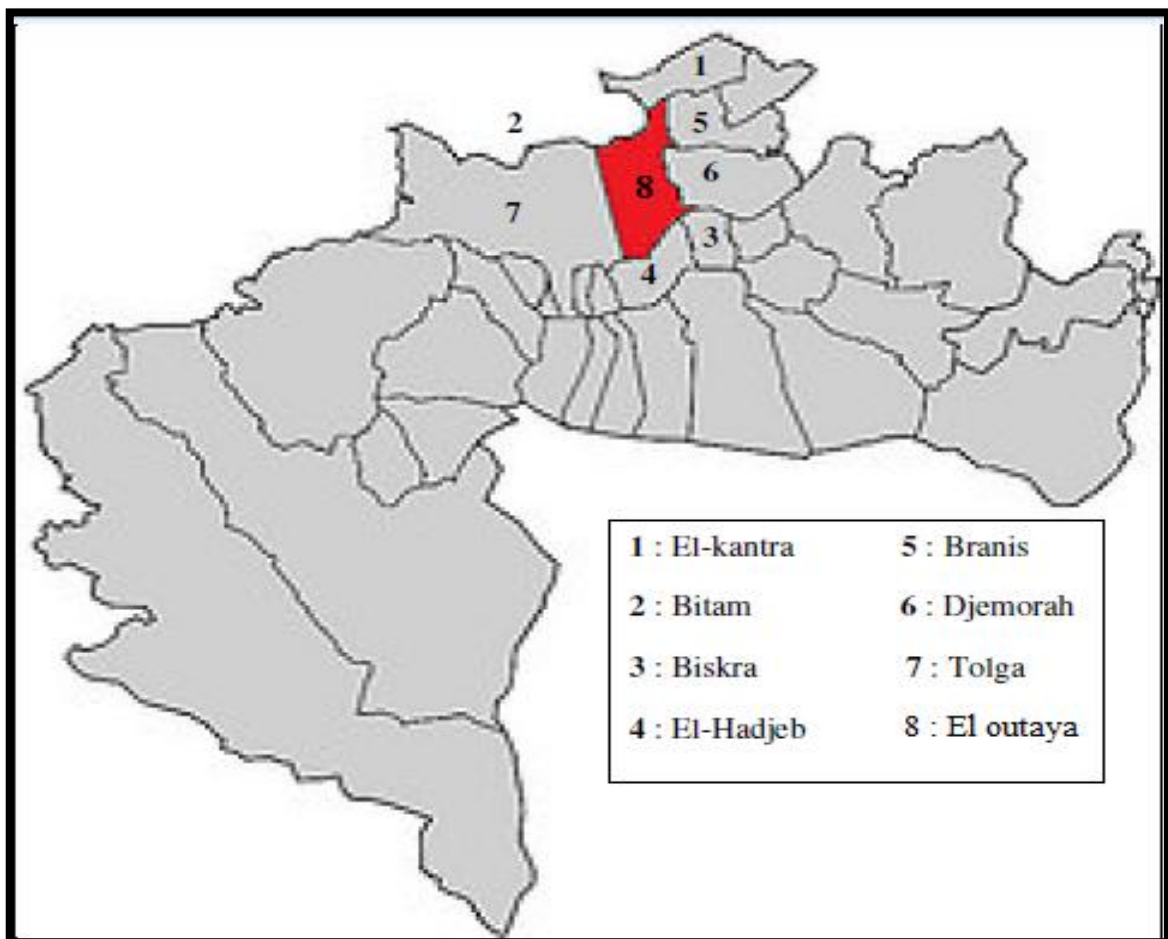 1
5
2
6
8
7
3
4
1 : El-kantra 5 : Branis
2 : Bitam 6 : Djemorah
3 : Biskra 7 : Tolga
4 : El-Hadjeb 8 : El outaya